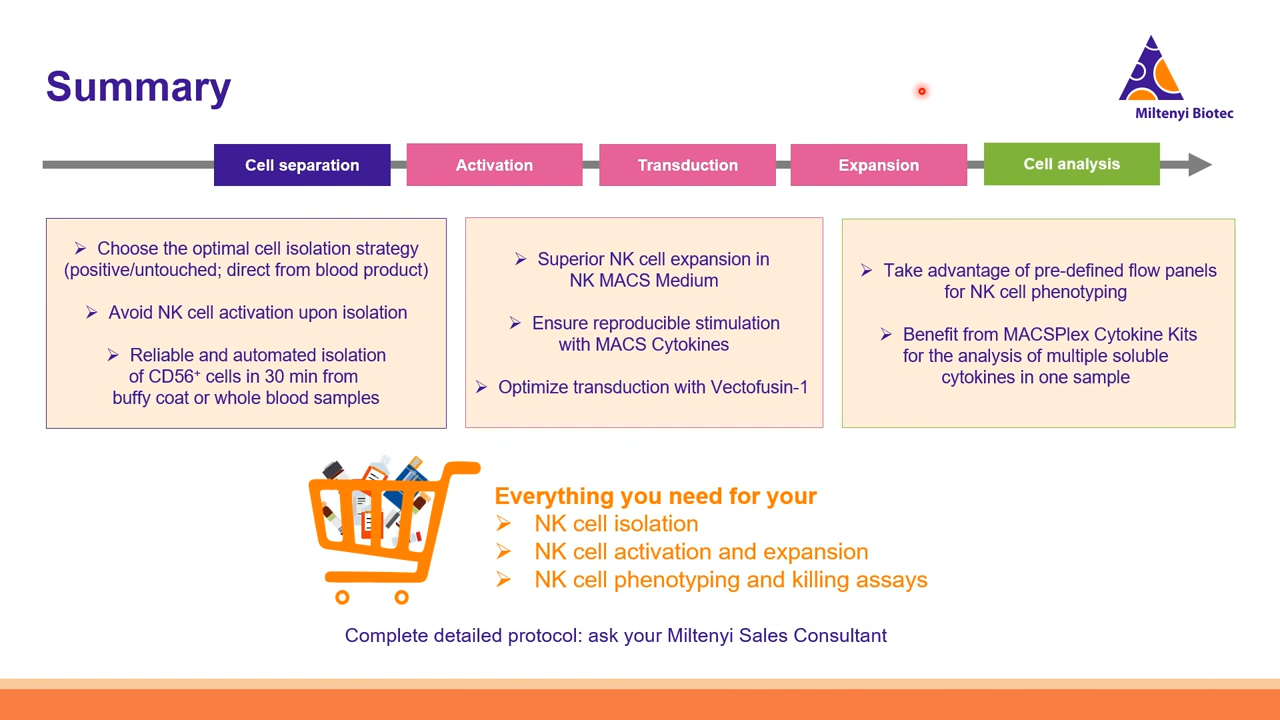 Summary
Miltenyi Biotec
Cell separation
Activation
Transduction
Expansion
Cell analysis
➢ Choose the optimal cell isolation strategy
(positive/untouched; direct from blood product)
➢ Avoid NK cell activation upon isolation
➢ Reliable and automated isolation
of CD56⁺ cells in 30 min from
buffy coat or whole blood samples
➢ Superior NK cell expansion in
NK MACS Medium
➢ Ensure reproducible stimulation
with MACS Cytokines
➢ Optimize transduction with Vectofusin-1
➢ Take advantage of pre-defined flow panels
for NK cell phenotyping
➢ Benefit from MACSPlex Cytokine Kits
for the analysis of multiple soluble
cytokines in one sample
Everything you need for your
➢ NK cell isolation
➢ NK cell activation and expansion
➢ NK cell phenotyping and killing assays
Complete detailed protocol: ask your Miltenyi Sales Consultant